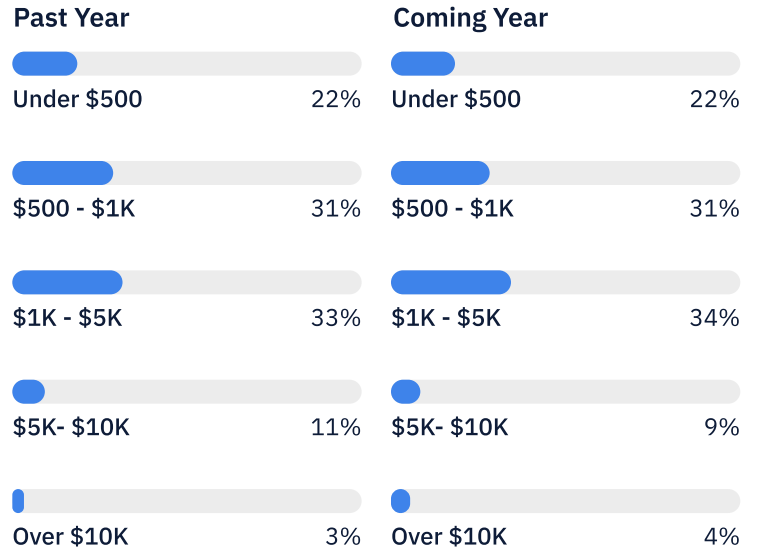 Past Year
Under $500 22%
$500 - $1K 31%
$1K - $5K 33%
$5K- $10K 11%
Over $10K 3%
Coming Year
Under $500 22%
$500 - $1K 31%
$1K - $5K 34%
$5K- $10K 9%
Over $10K 4%